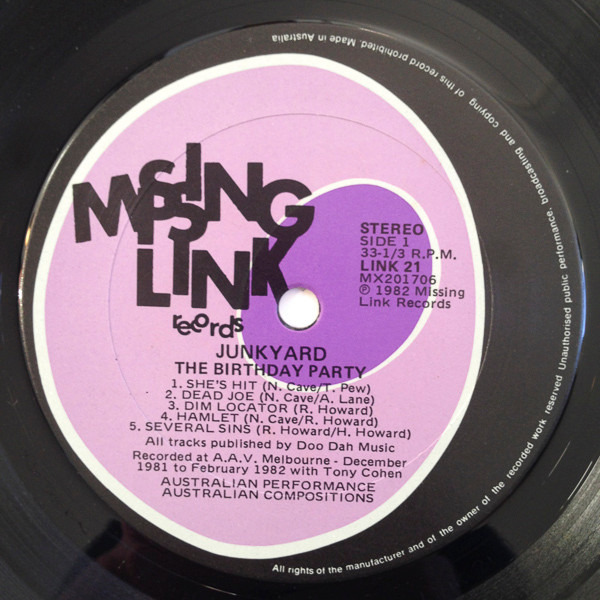 MISSING
LINK
records
STEREO
SIDE 1
33-1/3 R.P.M.
LINK 21
MX201706
℗ 1982 Missing
Link Records
JUNKYARD
THE BIRTHDAY PARTY
1. SHE'S HIT (N. Cave/T. Pew)
2. DEAD JOE (N. Cave/A. Lane)
3. DIM LOCATOR (R. Howard)
4. HAMLET (N. Cave/R. Howard)
5. SEVERAL SINS (R. Howard/H. Howard)
All tracks published by Doo Dah Music
Recorded at A.A.V. Melbourne - December
1981 to February 1982 with Tony Cohen
AUSTRALIAN PERFORMANCE
AUSTRALIAN COMPOSITIONS
All rights of the manufacturer and of the owner of the recorded work reserved Unauthorised public performance, broadcasting and copying of this record prohibited. Made in Australia